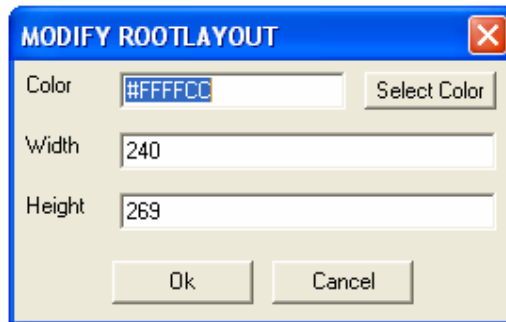 MODIFY ROOTLAYOUT
Color #FFFFCC Select Color
Width 240
Height 269
Ok Cancel